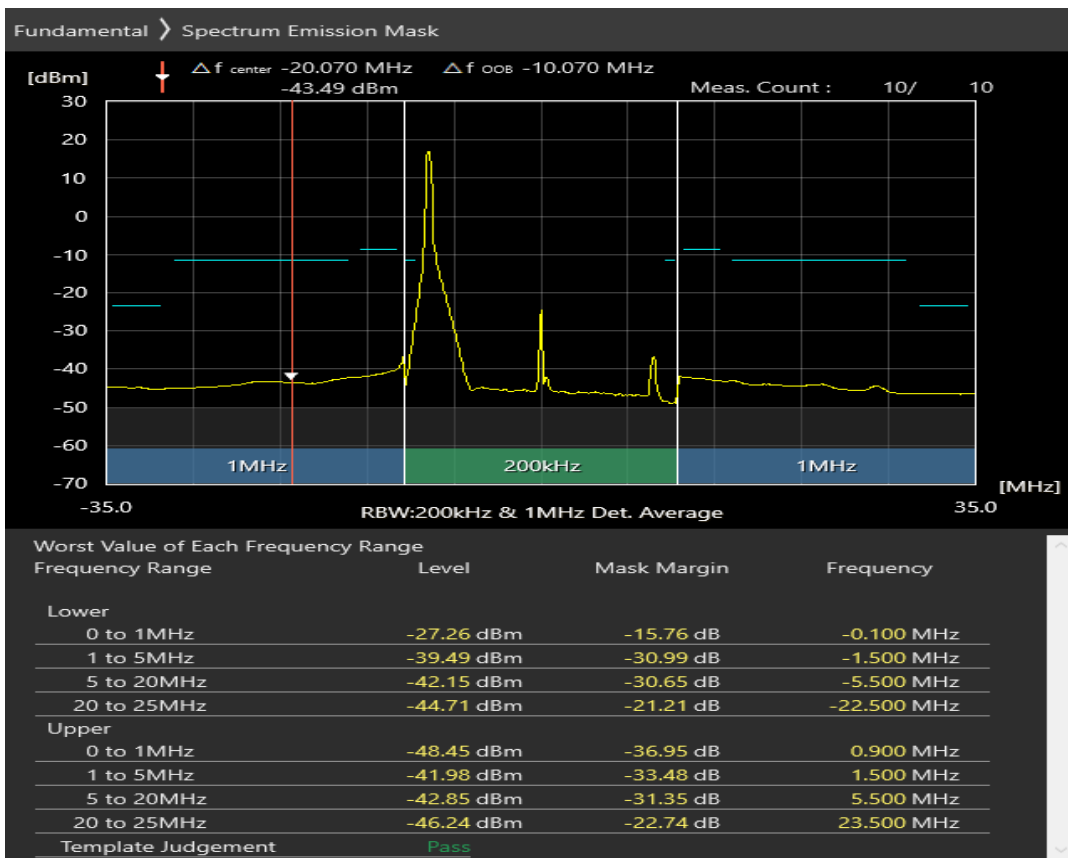 Fundamental 》 Spectrum Emission Mask
[dBm] △f center -20.070 MHz △f OOB -10.070 MHz
-43.49 dBm Meas. Count : 10/ 10
30
20
10
0
-10
-20
-30
-40
-50
-60
1MHz 200kHz 1MHz
-70
[MHz]
-35.0 RBW:200kHz & 1MHz Det. Average 35.0
Worst Value of Each Frequency Range
Frequency Range Level Mask Margin Frequency
Lower
0 to 1MHz -27.26 dBm -15.76 dB -0.100 MHz
1 to 5MHz -39.49 dBm -30.99 dB -1.500 MHz
5 to 20MHz -42.15 dBm -30.65 dB -5.500 MHz
20 to 25MHz -44.71 dBm -21.21 dB -22.500 MHz
Upper
0 to 1MHz -48.45 dBm -36.95 dB 0.900 MHz
1 to 5MHz -41.98 dBm -33.48 dB 1.500 MHz
5 to 20MHz -42.85 dBm -31.35 dB 5.500 MHz
20 to 25MHz -46.24 dBm -22.74 dB 23.500 MHz
Template Judgement Pass